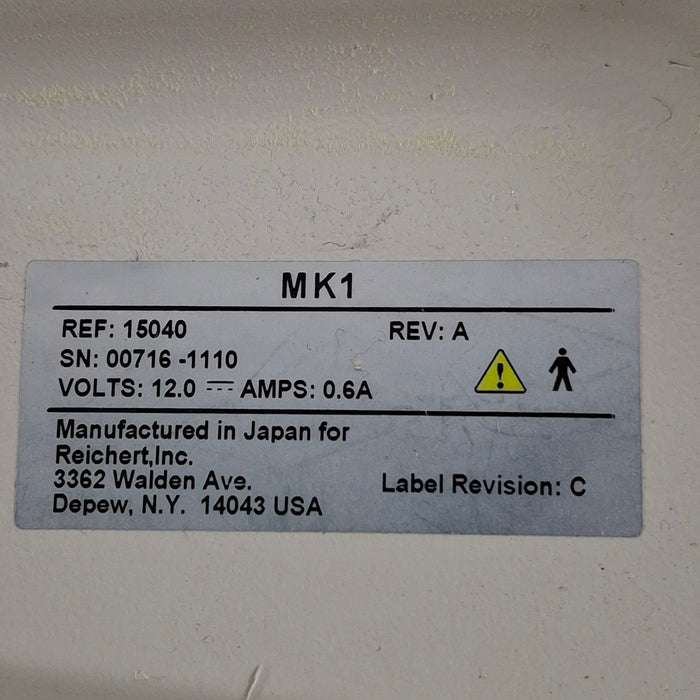 MK1
REF: 15040 REV: A
SN: 00716 -1110
VOLTS: 12.0 ⎓ AMPS: 0.6A
Manufactured in Japan for
Reichert,Inc.
3362 Walden Ave.
Depew, N.Y. 14043 USA
Label Revision: C